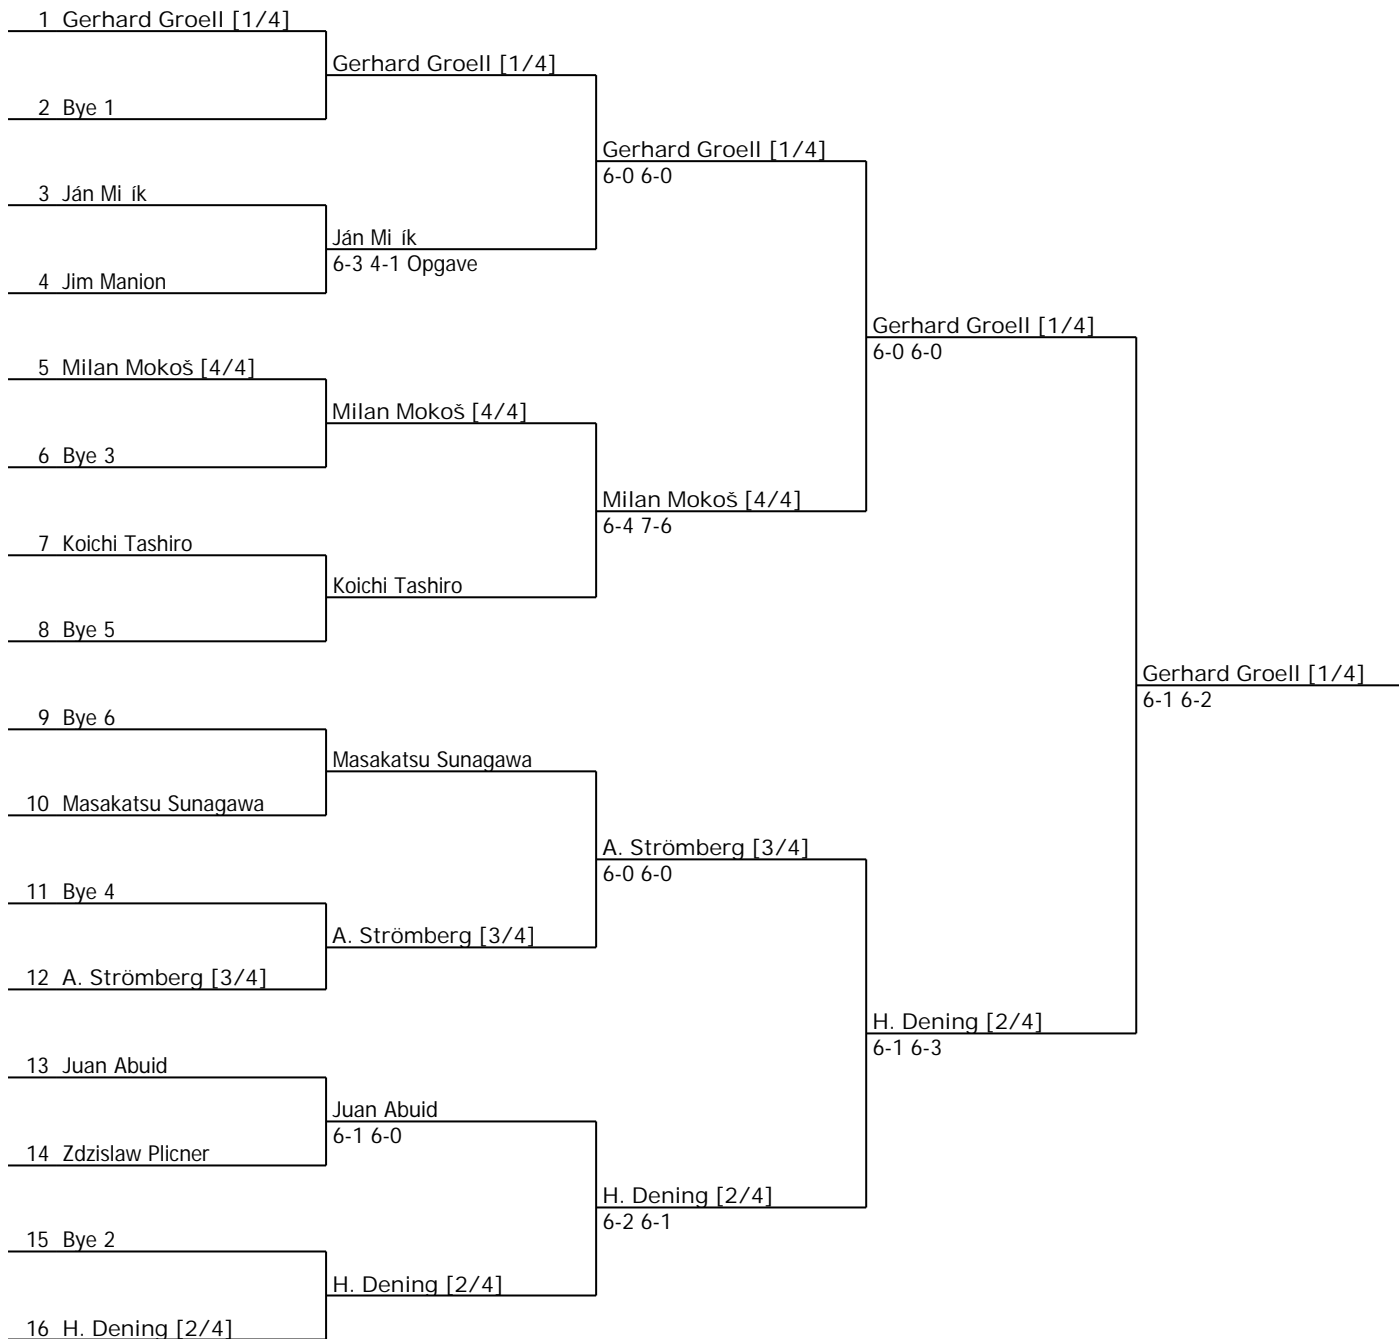 1 Gerhard Groell [1/4]
Gerhard Groell [1/4]
2 Bye 1
Gerhard Groell [1/4]
6-0 6-0
3 Ján Mi ík
Ján Mi ík
6-3 4-1 Opgave
4 Jim Manion
Gerhard Groell [1/4]
6-0 6-0
5 Milan Mokoš [4/4]
Milan Mokoš [4/4]
6 Bye 3
Milan Mokoš [4/4]
6-4 7-6
7 Koichi Tashiro
Koichi Tashiro
8 Bye 5
Gerhard Groell [1/4]
6-1 6-2
9 Bye 6
Masakatsu Sunagawa
10 Masakatsu Sunagawa
A. Strömberg [3/4]
6-0 6-0
11 Bye 4
A. Strömberg [3/4]
12 A. Strömberg [3/4]
H. Dening [2/4]
6-1 6-3
13 Juan Abuid
Juan Abuid
6-1 6-0
14 Zdzislaw Plicner
H. Dening [2/4]
6-2 6-1
15 Bye 2
H. Dening [2/4]
16 H. Dening [2/4]